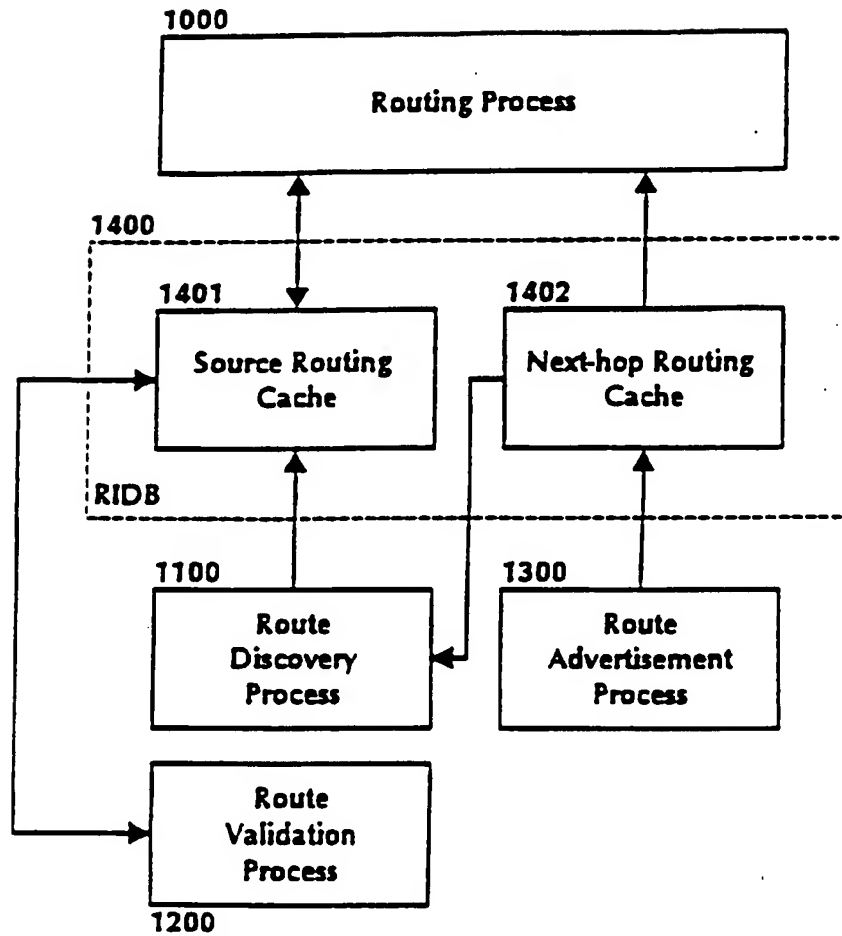 1000
Routing Process
1400
1401
Source Routing
Cache
1402
Next-hop Routing
Cache
RIDB
1100
Route
Discovery
Process
1300
Route
Advertisement
Process
Route
Validation
Process
1200